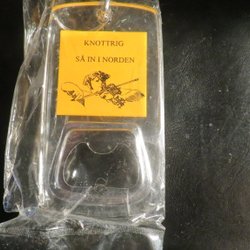 KNOTTRIG
SÅ IN I NORDEN